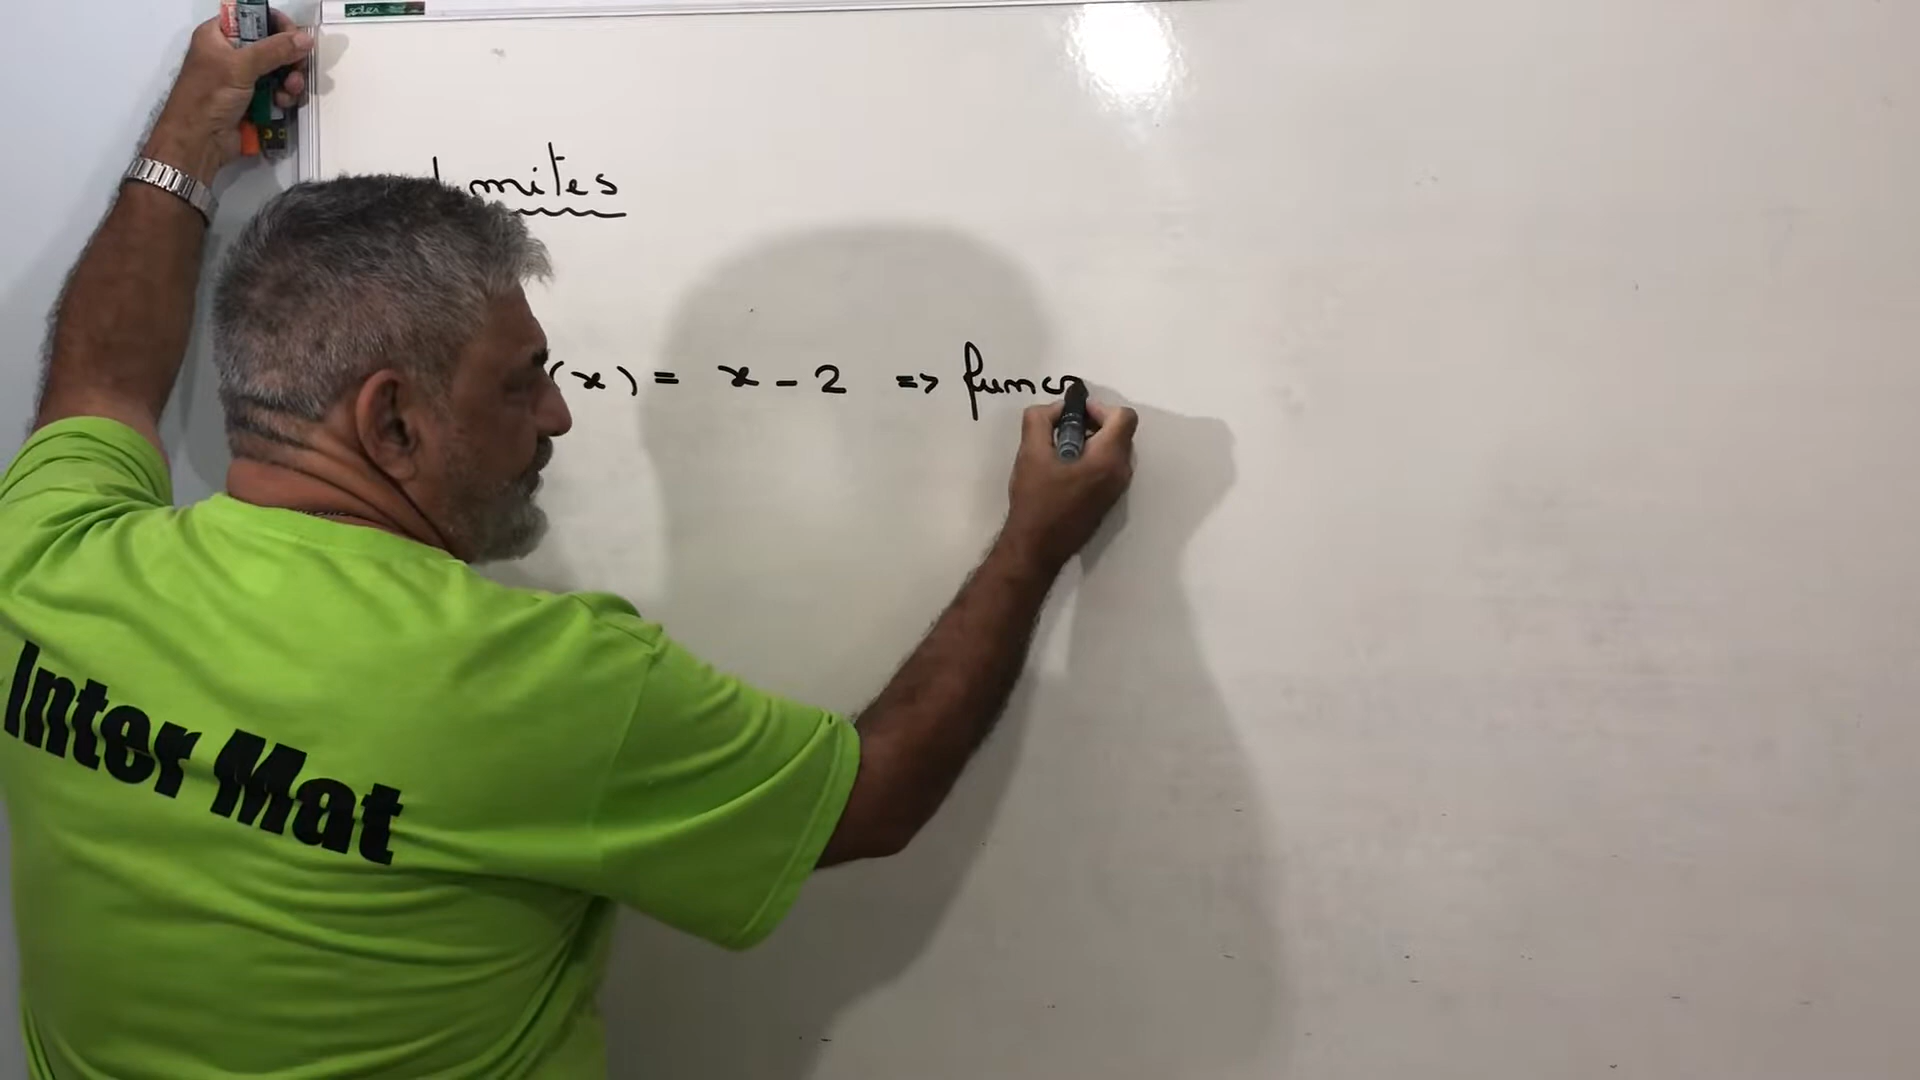 mites
(x) = x - 2 => func
Inter Mat